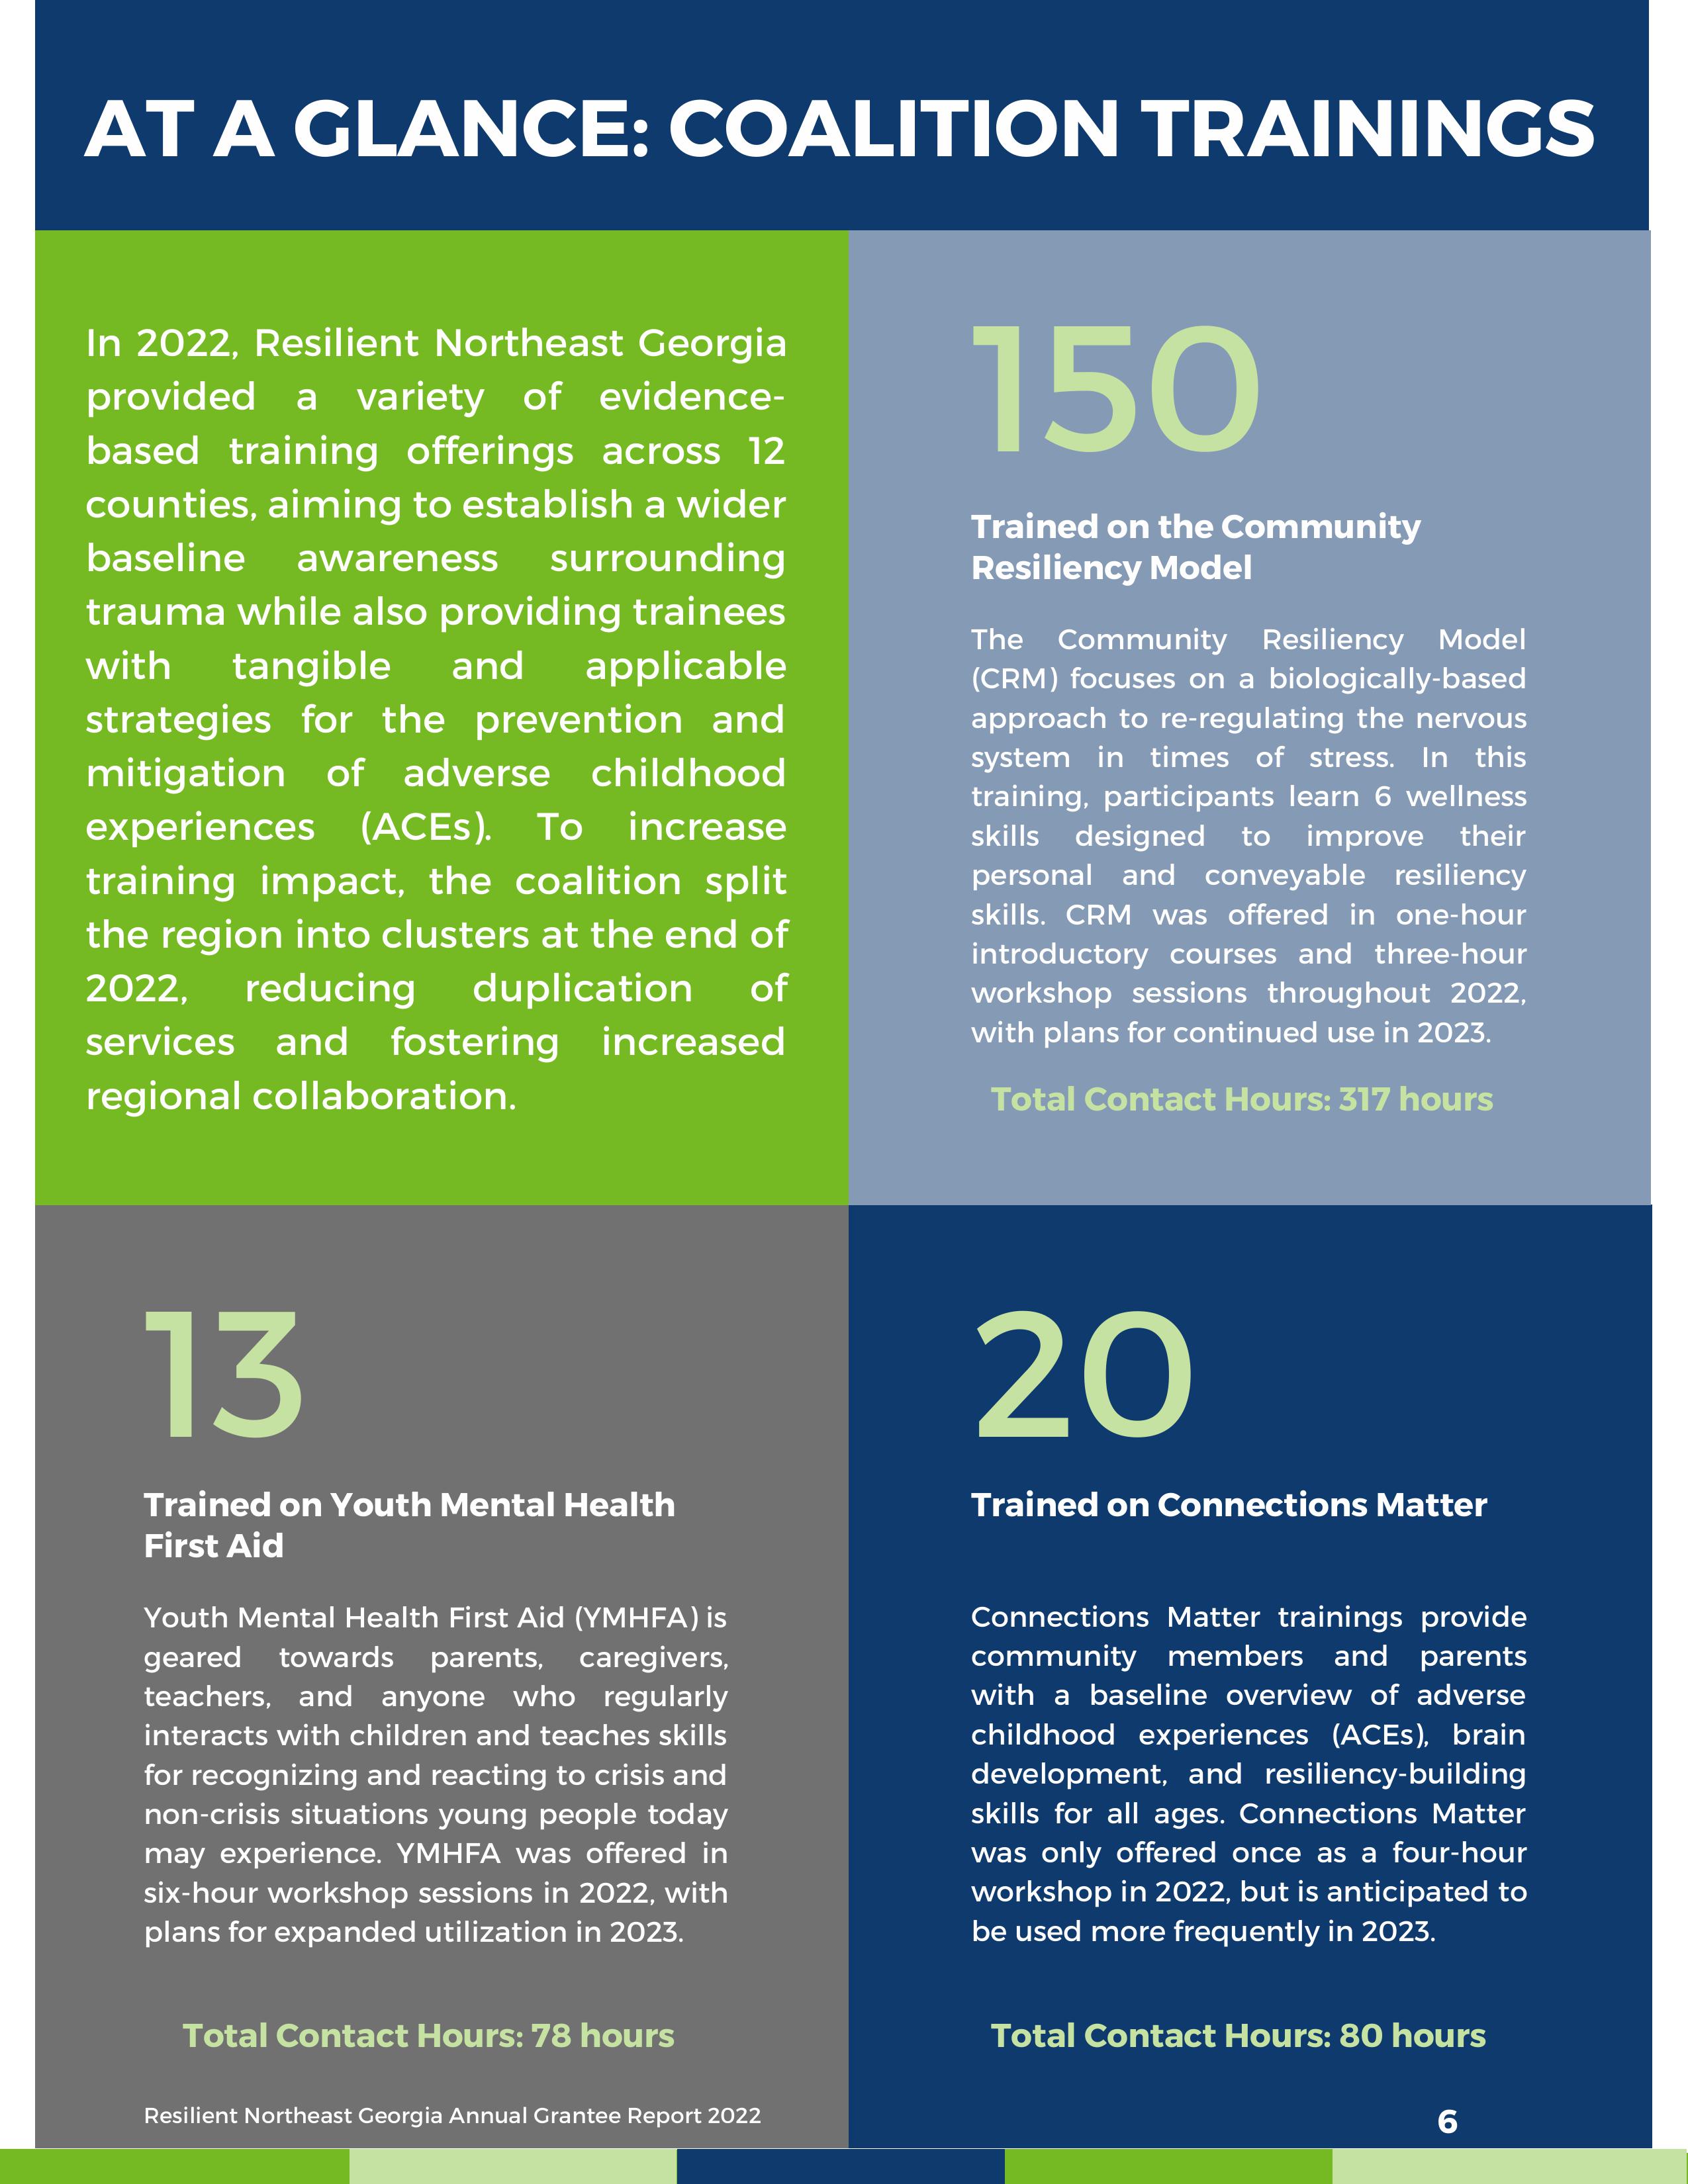 AT A GLANCE: COALITION TRAININGS
In 2022, Resilient Northeast Georgia
provided a variety of evidence-
based training offerings across 12
counties, aiming to establish a wider
baseline awareness surrounding
trauma while also providing trainees
with tangible and applicable
strategies for the prevention and
mitigation of adverse childhood
experiences (ACEs). To increase
training impact, the coalition split
the region into clusters at the end of
2022, reducing duplication of
services and fostering increased
regional collaboration.
150
Trained on the Community
Resiliency Model
The Community Resiliency Model
(CRM) focuses on a biologically-based
approach to re-regulating the nervous
system in times of stress. In this
training, participants learn 6 wellness
skills designed to improve their
personal and conveyable resiliency
skills. CRM was offered in one-hour
introductory courses and three-hour
workshop sessions throughout 2022,
with plans for continued use in 2023.
Total Contact Hours: 317 hours
13
Trained on Youth Mental Health
First Aid
Youth Mental Health First Aid (YMHFA) is
geared towards parents, caregivers,
teachers, and anyone who regularly
interacts with children and teaches skills
for recognizing and reacting to crisis and
non-crisis situations young people today
may experience. YMHFA was offered in
six-hour workshop sessions in 2022, with
plans for expanded utilization in 2023.
Total Contact Hours: 78 hours
20
Trained on Connections Matter
Connections Matter trainings provide
community members and parents
with a baseline overview of adverse
childhood experiences (ACEs), brain
development, and resiliency-building
skills for all ages. Connections Matter
was only offered once as a four-hour
workshop in 2022, but is anticipated to
be used more frequently in 2023.
Total Contact Hours: 80 hours
Resilient Northeast Georgia Annual Grantee Report 2022
6